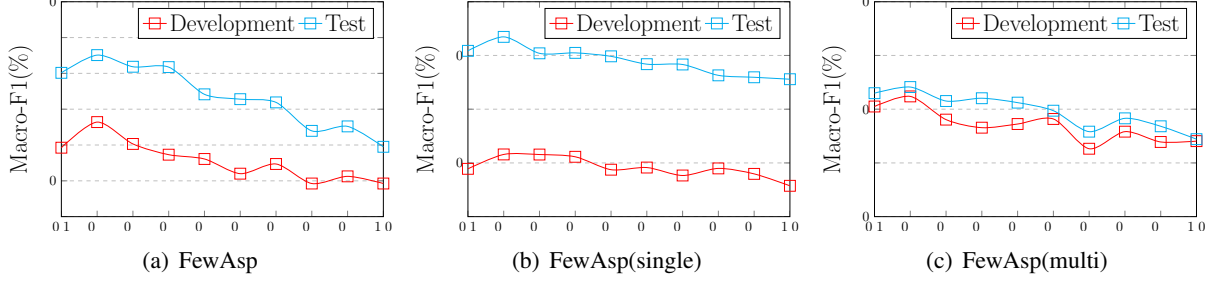 0
Development Test
Macro-F1(%)
0
0 1 0 0 0 0 0 0 0 0 1 0
(a) FewAsp
Development Test
Macro-F1(%)
0
0
0 1 0 0 0 0 0 0 0 0 1 0
(b) FewAsp(single)
0
Development Test
Macro-F1(%)
0
0
0 1 0 0 0 0 0 0 0 0 1 0
(c) FewAsp(multi)